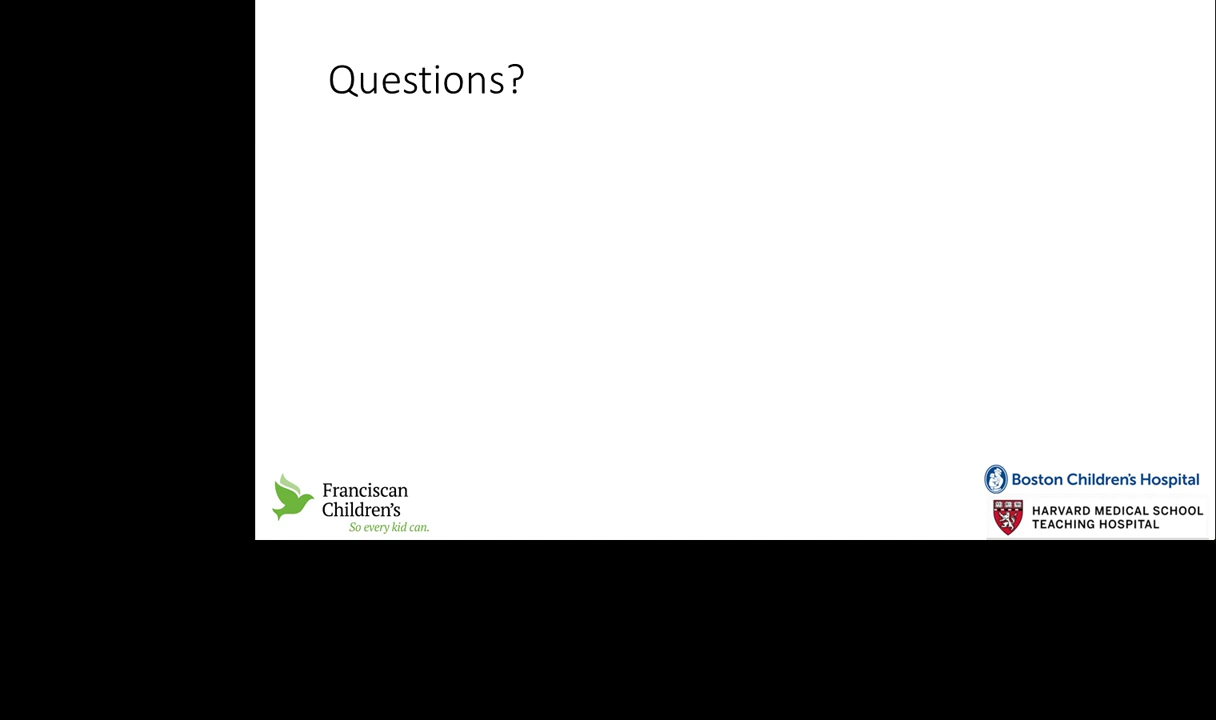 Questions?
Franciscan
Children's
So every kid can.
Boston Children's Hospital
HARVARD MEDICAL SCHOOL
TEACHING HOSPITAL